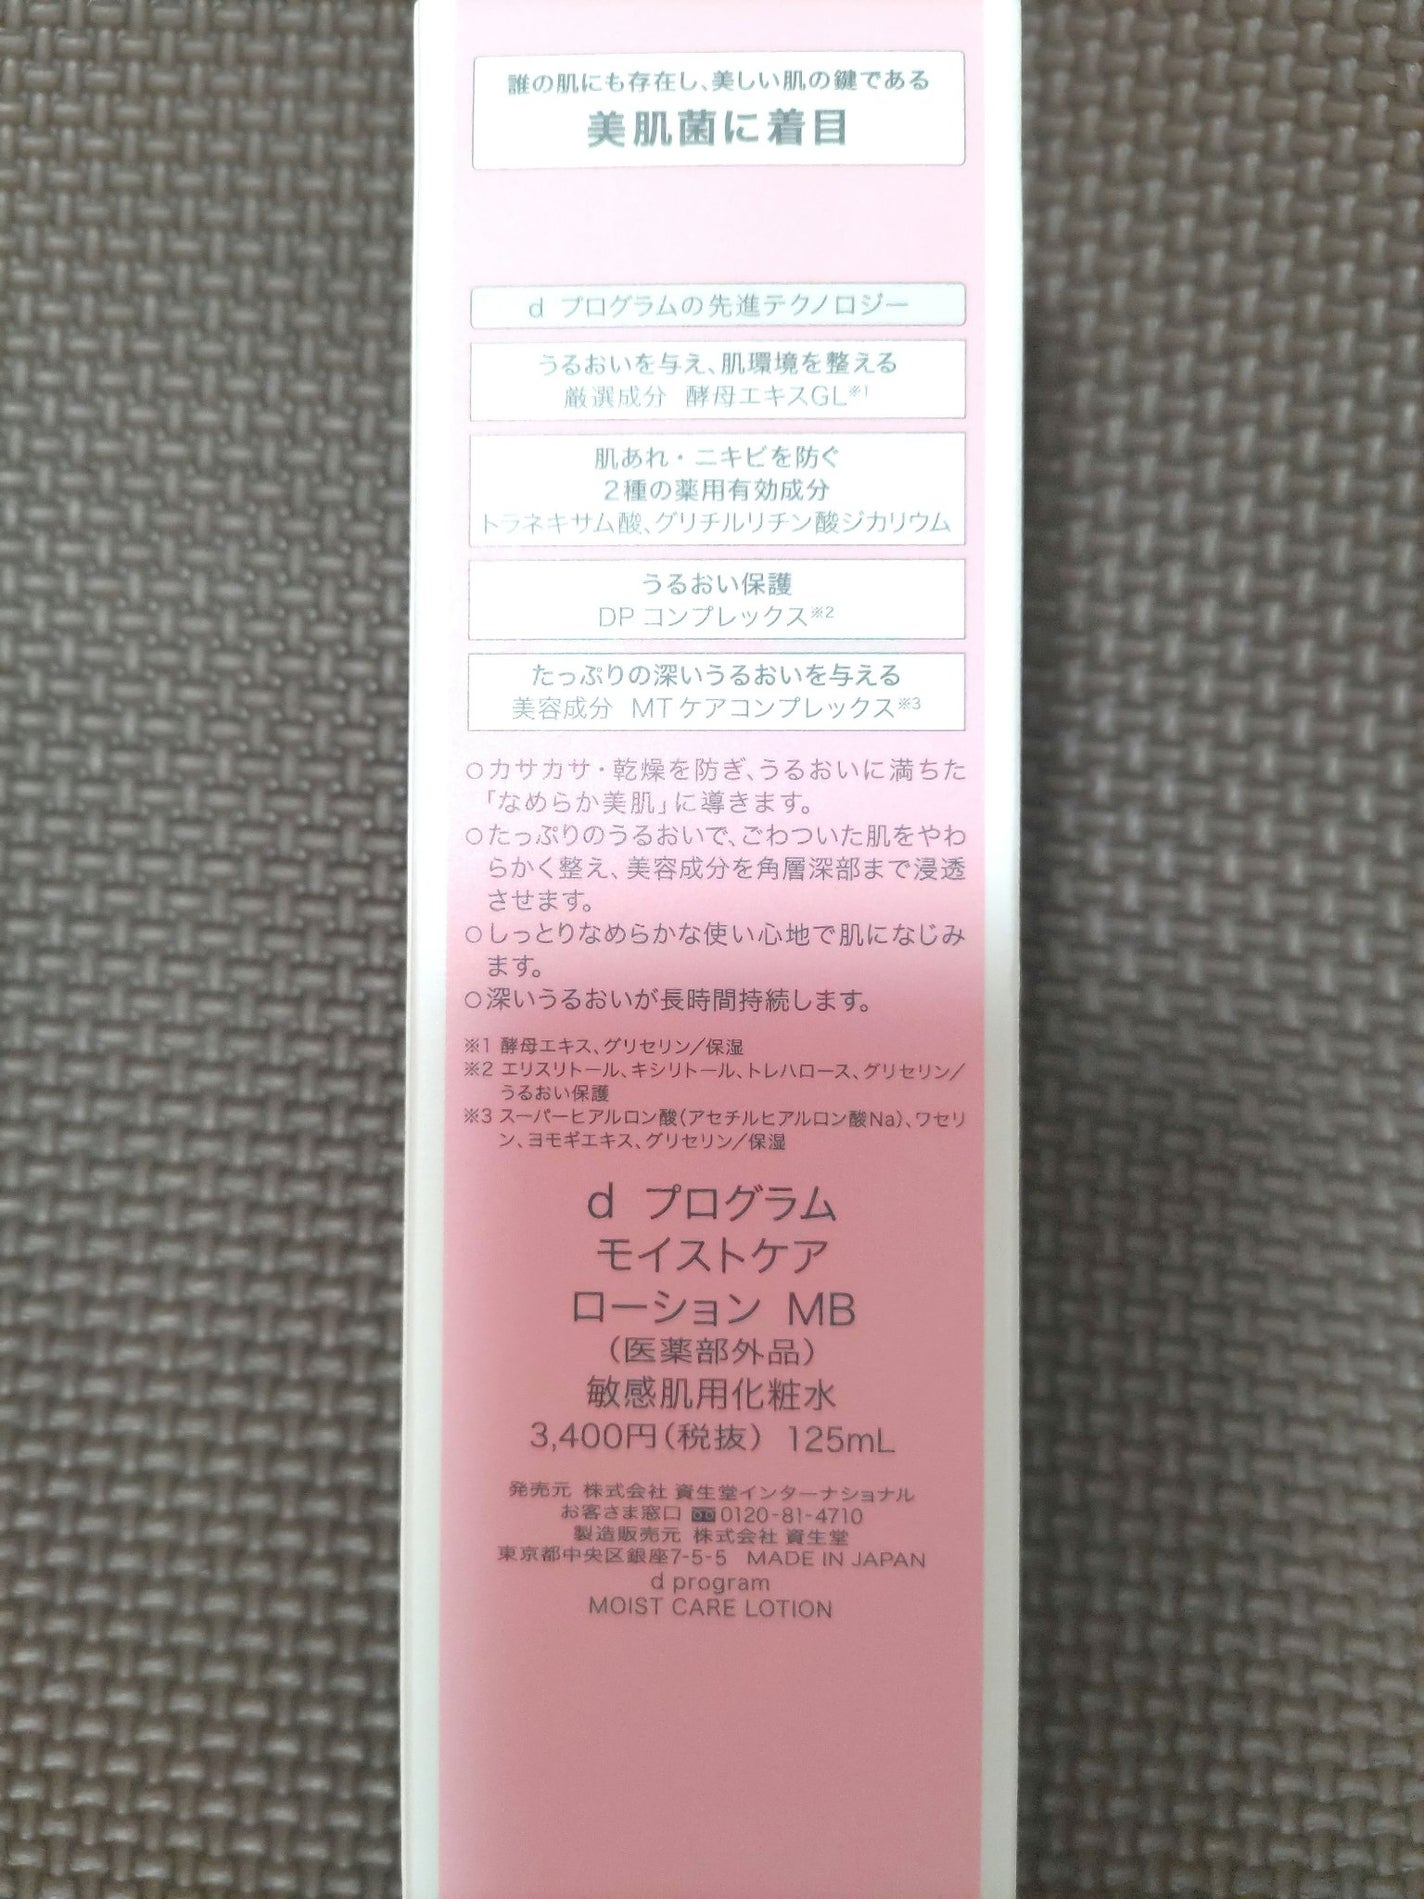 誰の肌にも存在し、美しい肌の鍵である
美肌菌に着目
d プログラムの先進テクノロジー
うるおいを与え、肌環境を整える
厳選成分 酵母エキスGL※1
肌あれ・ニキビを防ぐ
2種の薬用有効成分
トラネキサム酸、グリチルリチン酸ジカリウム
うるおい保護
DP コンプレックス※2
たっぷりの深いうるおいを与える
美容成分 MTケアコンプレックス※3
○カサカサ・乾燥を防ぎ、うるおいに満ちた
「なめらか美肌」に導きます。
○たっぷりのうるおいで、ごわついた肌をやわ
らかく整え、美容成分を角層深部まで浸透
させます。
○しっとりなめらかな使い心地で肌になじみ
ます。
○深いうるおいが長時間持続します。
※1 酵母エキス、グリセリン/保湿
※2 エリスリトール、キシリトール、トレハロース、グリセリン/
うるおい保護
※3 スーパーヒアルロン酸(アセチルヒアルロン酸Na)、ワセリ
ン、ヨモギエキス、グリセリン/保湿
d プログラム
モイストケア
ローション MB
(医薬部外品)
敏感肌用化粧水
3,400円(税抜) 125mL
発売元 株式会社 資生堂インターナショナル
お客さま窓口 0120-81-4710
製造販売元 株式会社 資生堂
東京都中央区銀座7-5-5 MADE IN JAPAN
d program
MOIST CARE LOTION